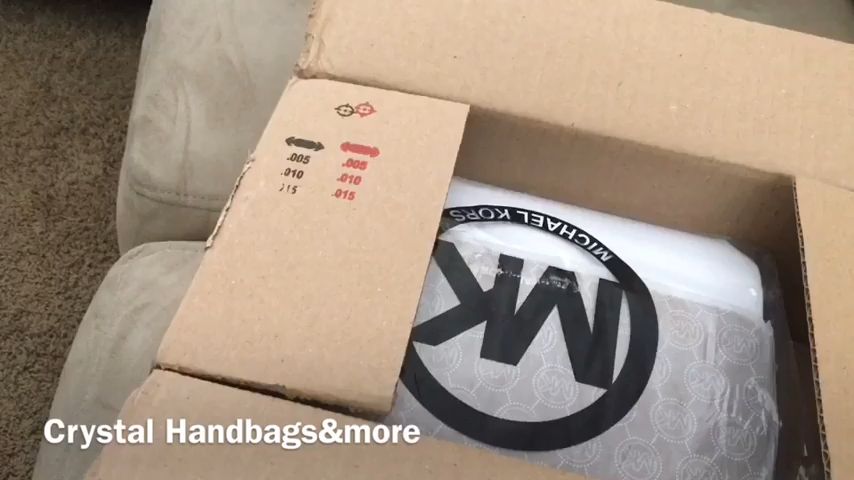 .005 .005
.010 .010
.015
MICHAEL KORS
MK
Crystal Handbags&more